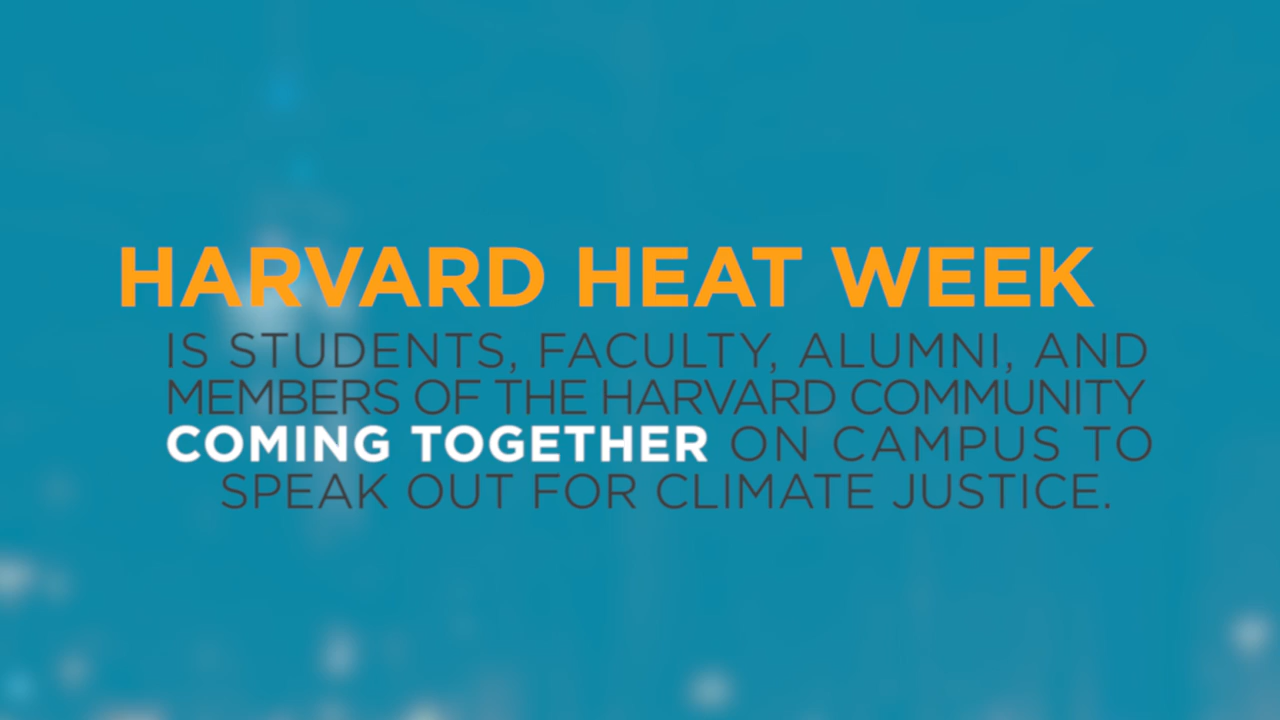 HARVARD HEAT WEEK
IS STUDENTS, FACULTY, ALUMNI, AND
MEMBERS OF THE HARVARD COMMUNITY
COMING TOGETHER ON CAMPUS TO
SPEAK OUT FOR CLIMATE JUSTICE.